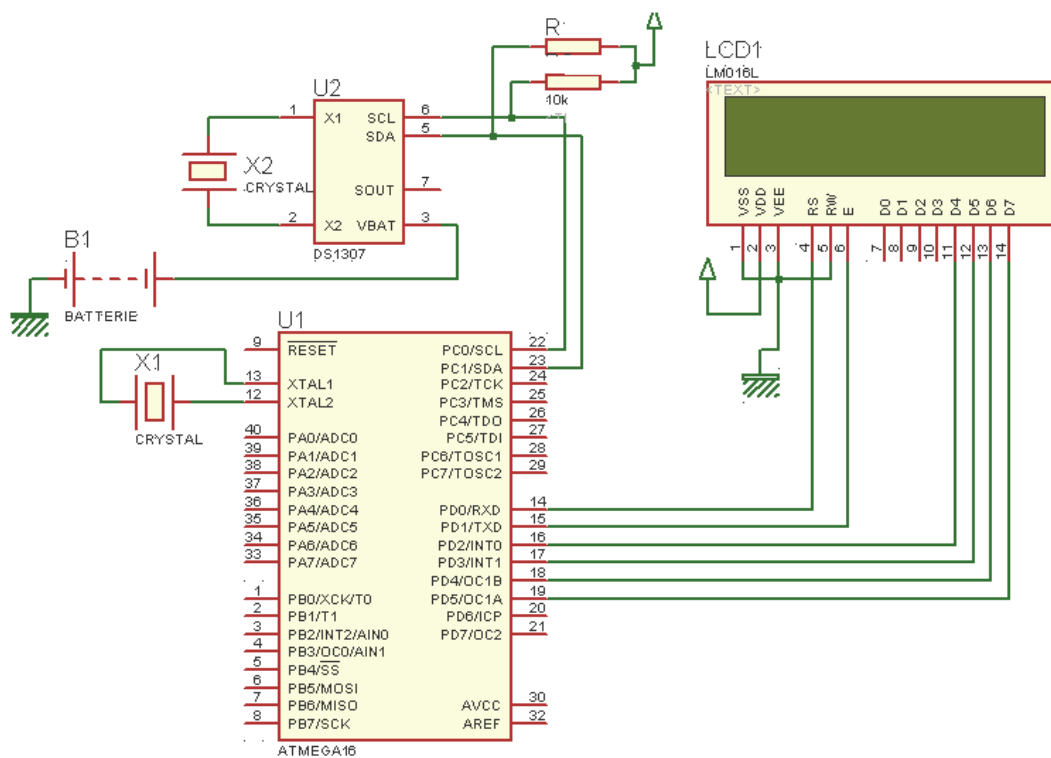 R
10k
U2
1 X1 SCL 6
SDA 5
SOUT 7
2 X2 VBAT 3
DS1307
X2
CRYSTAL
B1
BATTERIE
LCD1
LM016L
<TEXT>
VSS VDD VEE RS RW E D0 D1 D2 D3 D4 D5 D6 D7
1 2 3 4 5 6 7 8 9 10 11 12 13 14
X1
CRYSTAL
U1
9 RESET PC0/SCL 22
PC1/SDA 23
13 XTAL1 PC2/TCK 24
12 XTAL2 PC3/TMS 25
PC4/TDO 26
40 PA0/ADC0 PC5/TDI 27
39 PA1/ADC1 PC6/TOSC1 28
38 PA2/ADC2 PC7/TOSC2 29
37 PA3/ADC3
36 PA4/ADC4 PD0/RXD 14
35 PA5/ADC5 PD1/TXD 15
34 PA6/ADC6 PD2/INT0 16
33 PA7/ADC7 PD3/INT1 17
PD4/OC1B 18
1 PB0/XCK/T0 PD5/OC1A 19
2 PB1/T1 PD6/ICP 20
3 PB2/INT2/AIN0 PD7/OC2 21
4 PB3/OC0/AIN1
5 PB4/SS
6 PB5/MOSI
7 PB6/MISO AVCC 30
8 PB7/SCK AREF 32
ATMEGA16